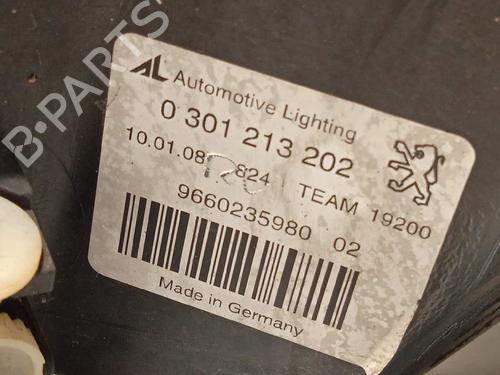 AL Automotive Lighting
0 301 213 202
10.01.08 824 TEAM 19200
9660235980 02
Made in Germany
B-PARTS